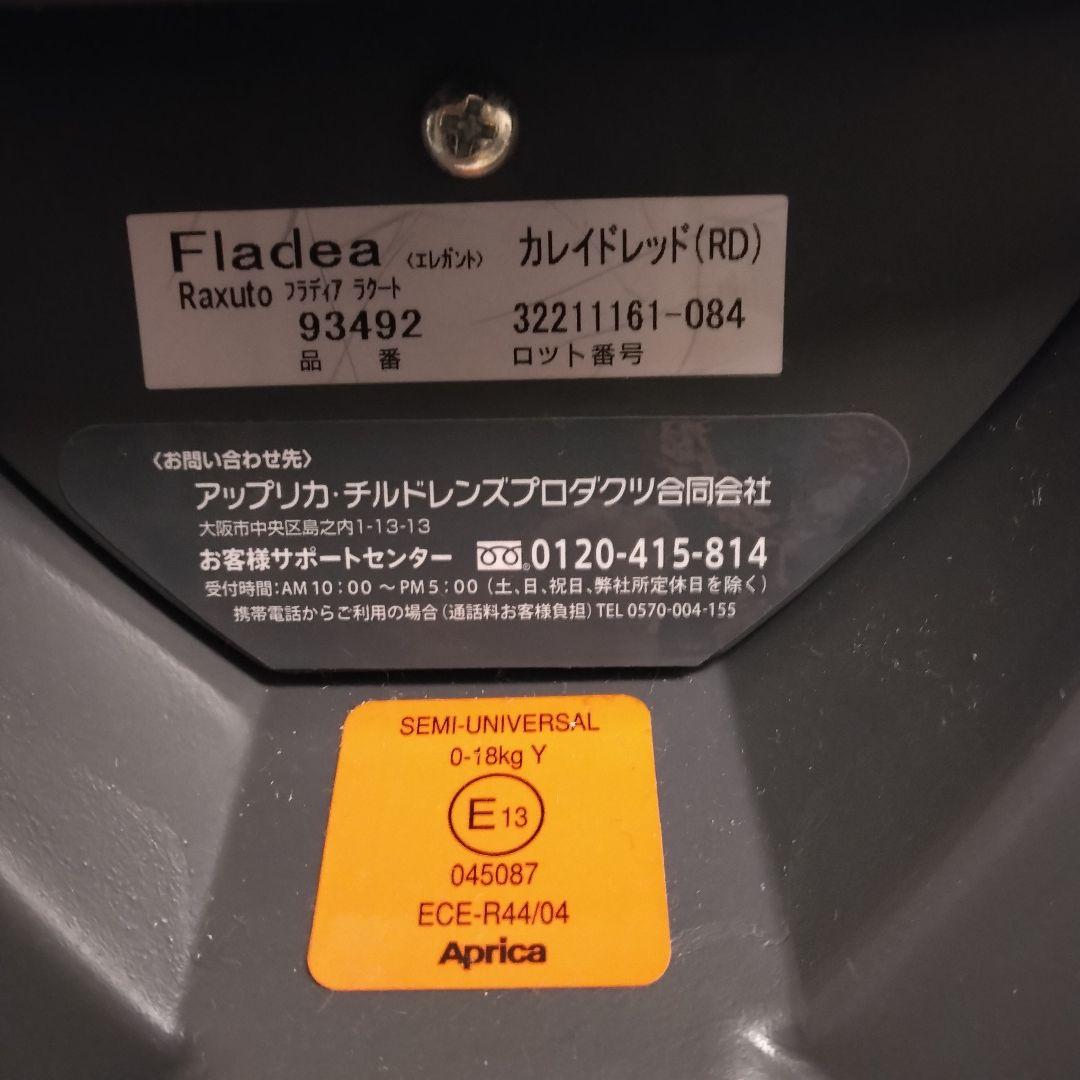 Fladea 〈エレガント〉 カレイドレッド(RD)
Raxuto フラディア ラクート
93492 32211161-084
品番 ロット番号
〈お問い合わせ先〉
アップリカ・チルドレンズプロダクツ合同会社
大阪市中央区島之内1-13-13
お客様サポートセンター 0120-415-814
受付時間:AM10:00〜PM5:00(土、日、祝日、弊社所定休日を除く)
携帯電話からご利用の場合(通話料お客様負担)TEL 0570-004-155
SEMI-UNIVERSAL
0-18kg Y
E 13
045087
ECE-R44/04
Aprica